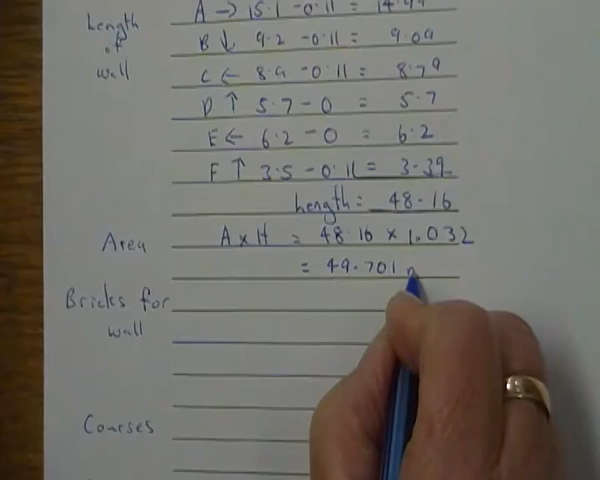 A → 15.1 - 0.11 = 14.99
Length of wall
B ↓ 9.2 - 0.11 = 9.09
C ← 8.9 - 0.11 = 8.79
D ↑ 5.7 - 0 = 5.7
E ← 6.2 - 0 = 6.2
F ↑ 3.5 - 0.11 = 3.39
Length = 48.16
Area A x H = 48.16 x 1.032
= 49.701
Bricks for wall
Courses